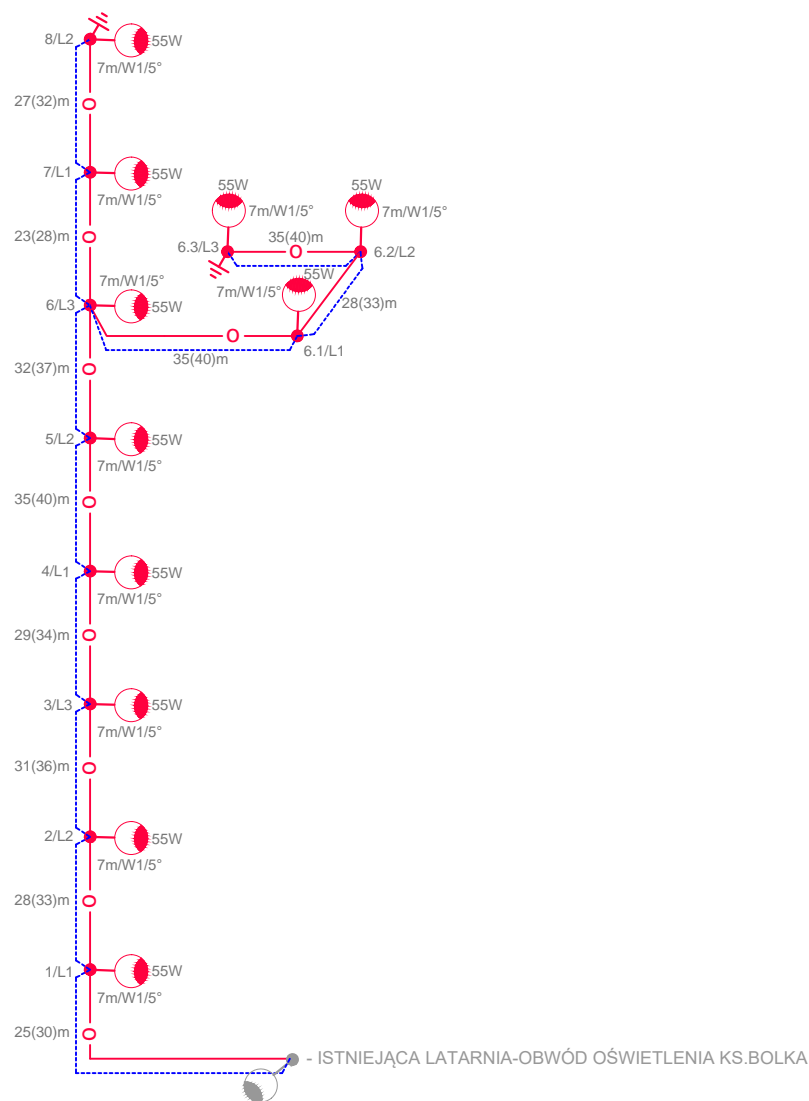 8/L2
55W
7m/W1/5°
27(32)m
7/L1
55W
7m/W1/5°
23(28)m
55W
7m/W1/5°
35(40)m
6.3/L3
55W
7m/W1/5°
6.2/L2
55W
7m/W1/5°
28(33)m
6.1/L1
35(40)m
7m/W1/5°
6/L3
55W
32(37)m
5/L2
55W
7m/W1/5°
35(40)m
4/L1
55W
7m/W1/5°
29(34)m
3/L3
55W
7m/W1/5°
31(36)m
2/L2
55W
7m/W1/5°
28(33)m
1/L1
55W
7m/W1/5°
25(30)m
- ISTNIEJĄCA LATARNIA-OBWÓD OŚWIETLENIA KS.BOLKA